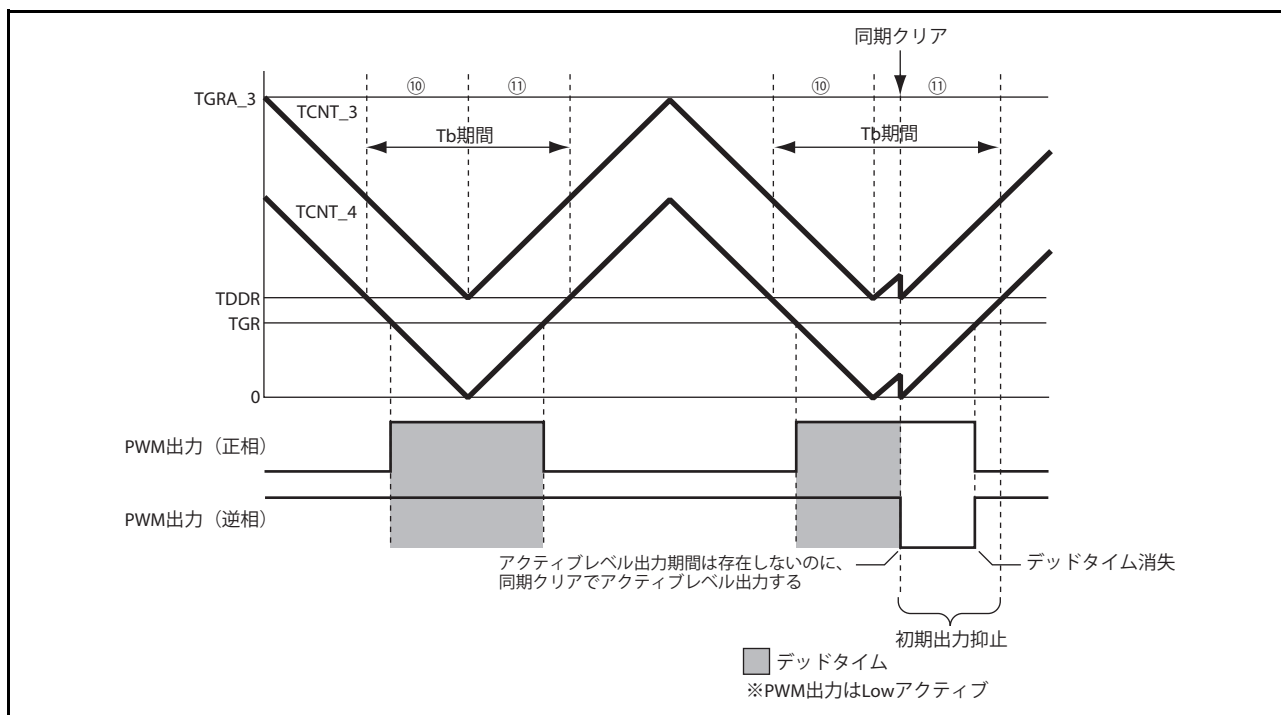 同期クリア
⑩ ⑪ ⑩ ⑪
TGRA_3
TCNT_3
Tb期間 Tb期間
TCNT_4
TDDR
TGR
0
PWM出力（正相）
PWM出力（逆相）
アクティブレベル出力期間は存在しないのに、
同期クリアでアクティブレベル出力する
デッドタイム消失
初期出力抑止
デッドタイム
※PWM出力はLowアクティブ